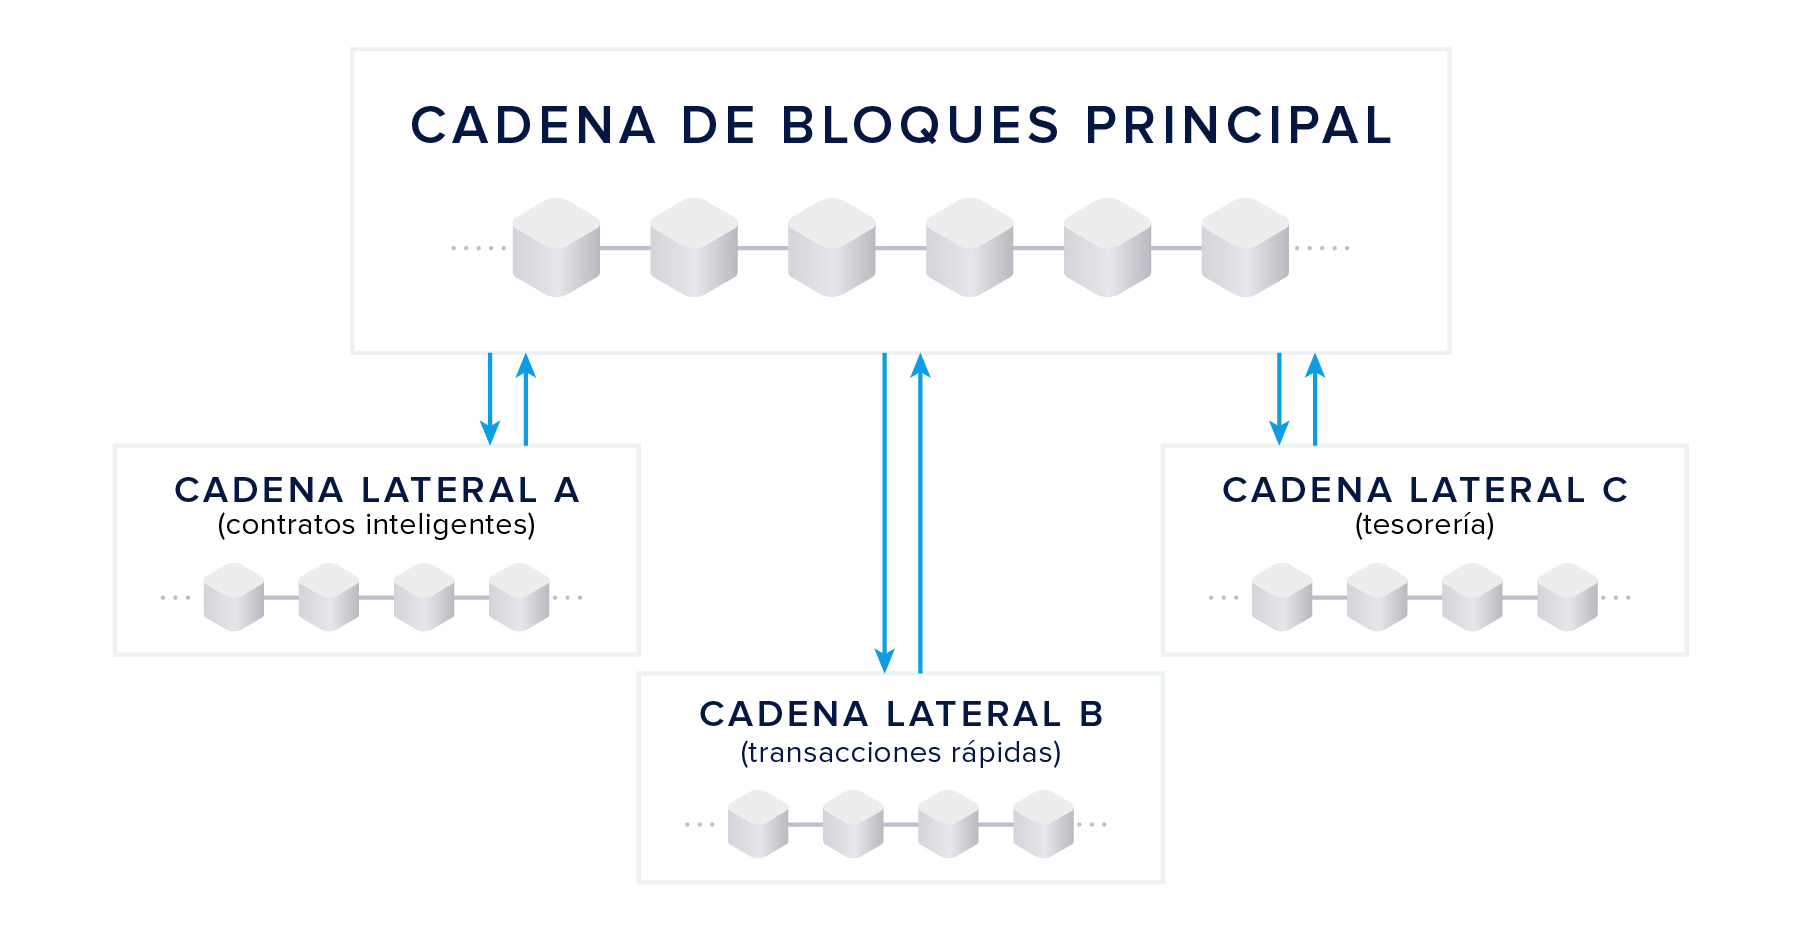 CADENA DE BLOQUES PRINCIPAL
CADENA LATERAL A
(contratos inteligentes)
CADENA LATERAL C
(tesorería)
CADENA LATERAL B
(transacciones rápidas)